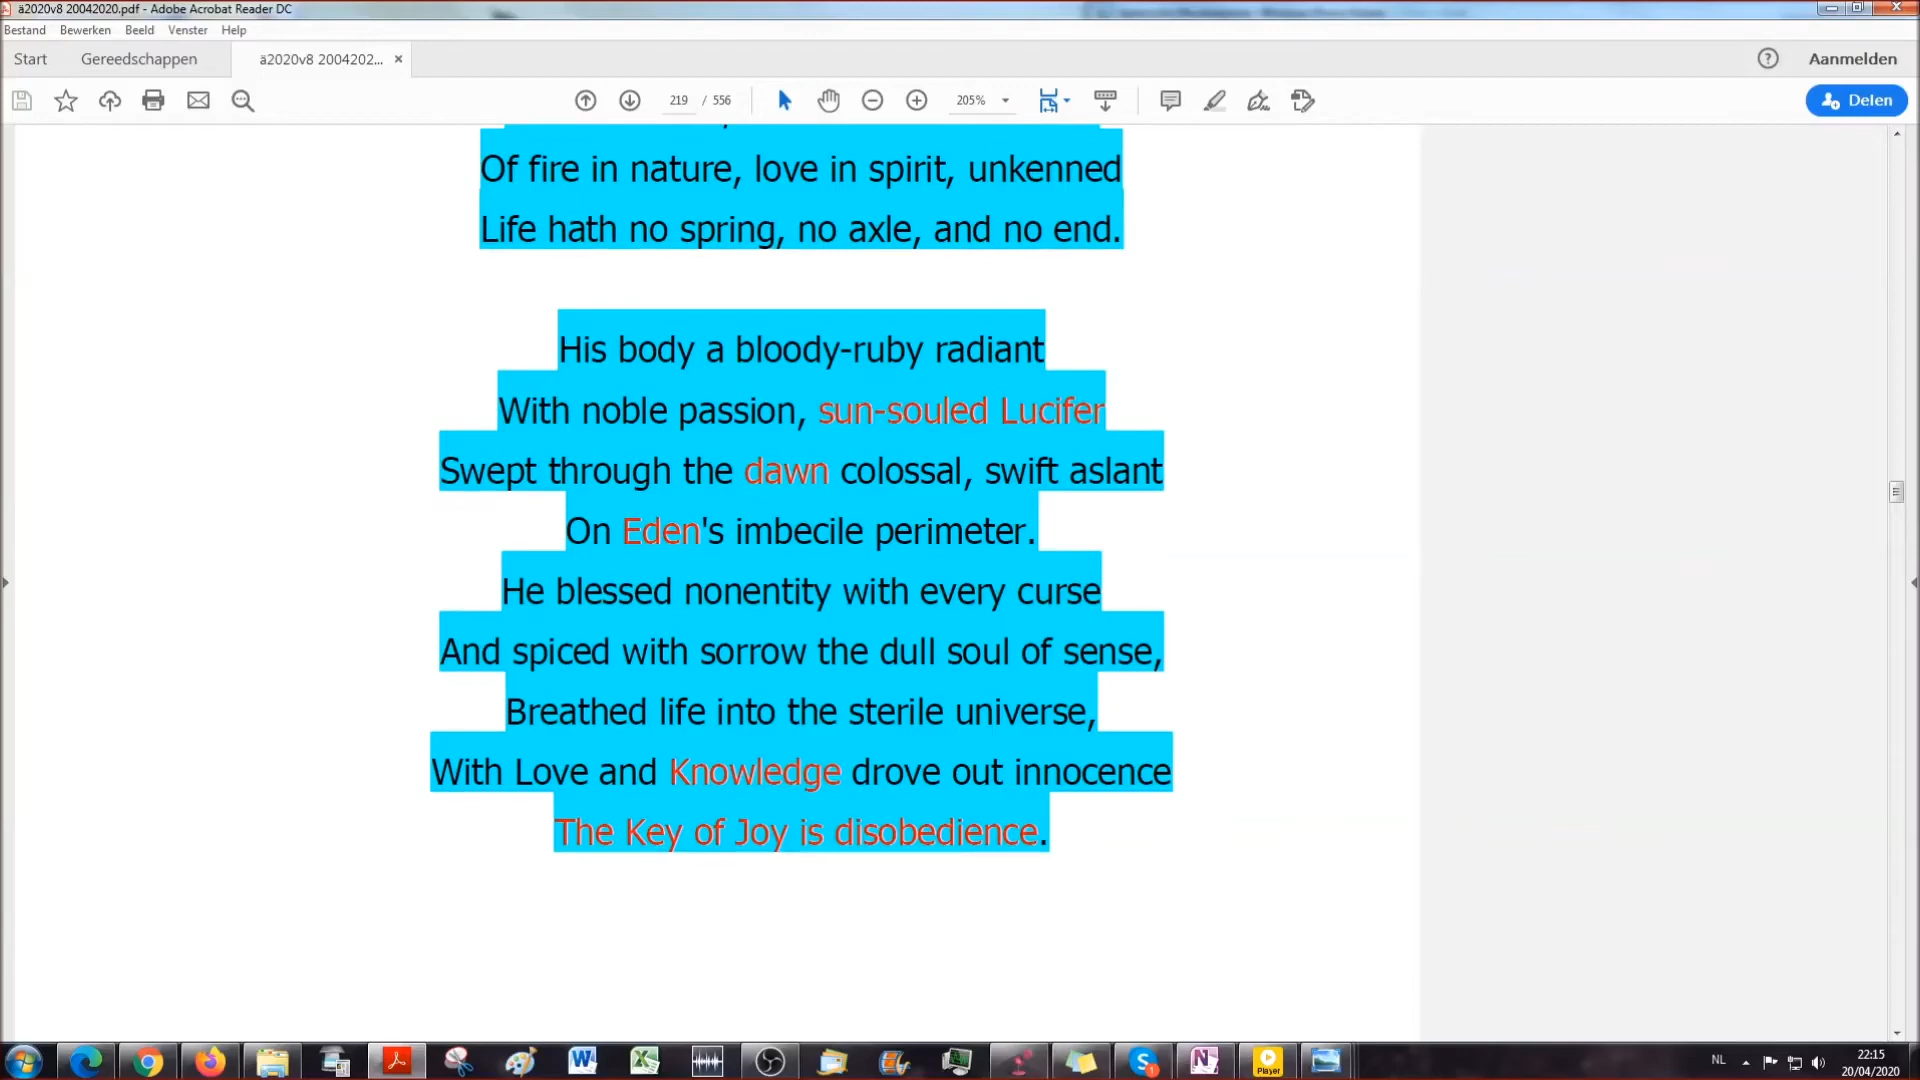 ä2020v8 20042020.pdf - Adobe Acrobat Reader DC
Bestand Bewerken Beeld Venster Help
Start Gereedschappen ä2020v8 2004202... × Aanmelden
219 / 556 205% Delen
Of fire in nature, love in spirit, unkenned
Life hath no spring, no axle, and no end.
His body a bloody-ruby radiant
With noble passion, sun-souled Lucifer
Swept through the dawn colossal, swift aslant
On Eden's imbecile perimeter.
He blessed nonentity with every curse
And spiced with sorrow the dull soul of sense,
Breathed life into the sterile universe,
With Love and Knowledge drove out innocence
The Key of Joy is disobedience.
Player
NL
22:15
20/04/2020